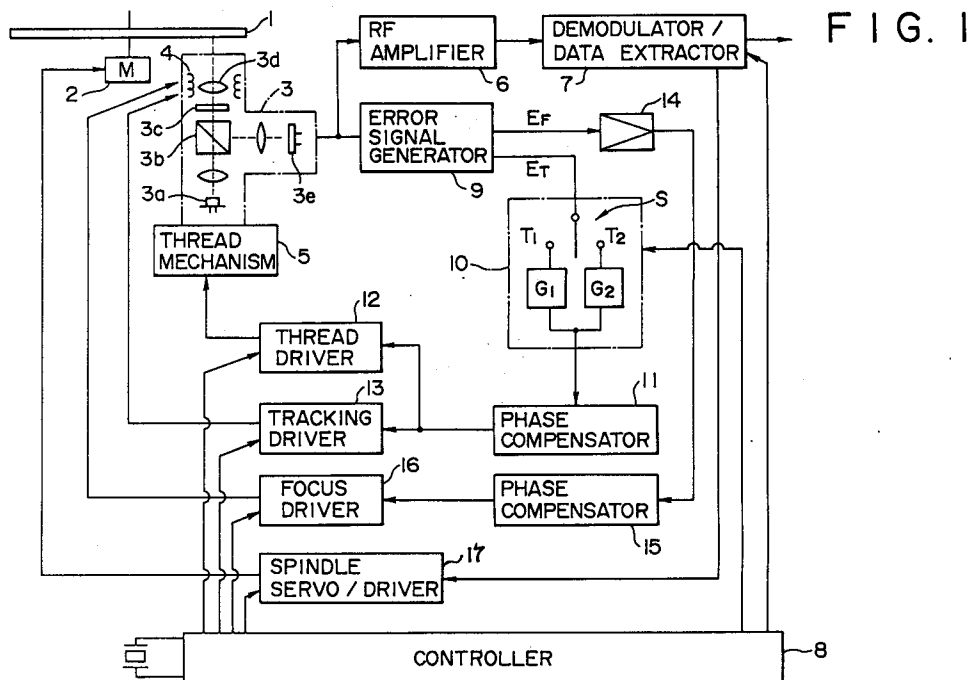 FIG. 1
1
RF
AMPLIFIER
6
DEMODULATOR /
DATA EXTRACTOR
7
M
2
4
3d
3
3c
3b
3a
3e
ERROR
SIGNAL
GENERATOR
9
EF
ET
14
S
T1
T2
10
G1
G2
THREAD
MECHANISM
5
12
THREAD
DRIVER
13
TRACKING
DRIVER
11
PHASE
COMPENSATOR
16
FOCUS
DRIVER
PHASE
COMPENSATOR
15
17
SPINDLE
SERVO / DRIVER
CONTROLLER
8